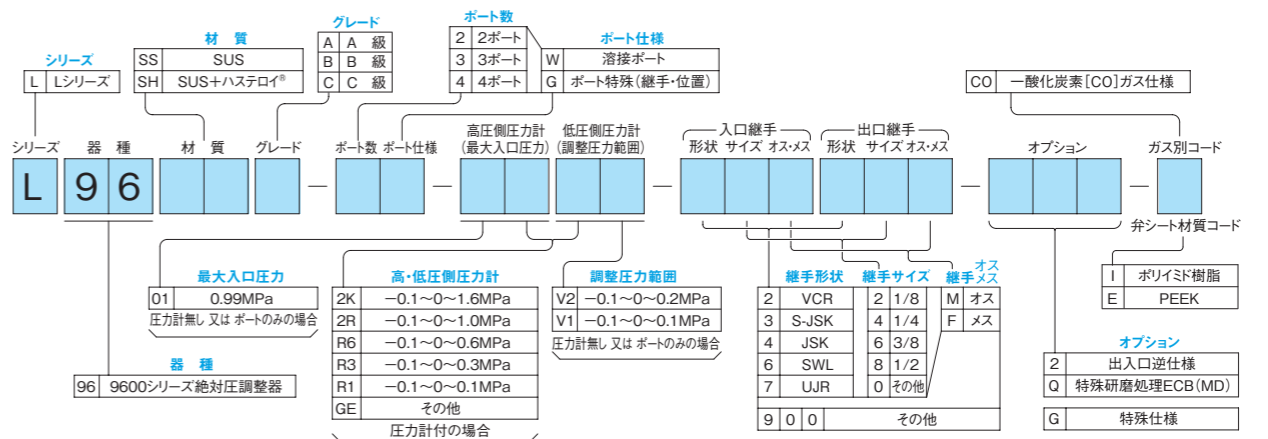 シリーズ
L Lシリーズ
材 質
SS SUS
SH SUS＋ハステロイ®
グレード
A A 級
B B 級
C C 級
ポート数
2 2ポート
3 3ポート
4 4ポート
ポート仕様
W 溶接ポート
G ポート特殊（継手・位置）
CO 一酸化炭素［CO］ガス仕様
シリーズ 器 種 材 質 グレード ポート数 ポート仕様
高圧側圧力計 低圧側圧力計
（最大入口圧力）（調整圧力範囲）
入口継手 出口継手
形状 サイズ オス・メス 形状 サイズ オス・メス
オプション ガス別コード
L 9 6 － － － － －
弁シート材質コード
I ポリイミド樹脂
E PEEK
最大入口圧力
01 0.99MPa
圧力計無し 又は ポートのみの場合
器 種
96 9600シリーズ絶対圧調整器
高・低圧側圧力計
2K －0.1～0～1.6MPa
2R －0.1～0～1.0MPa
R6 －0.1～0～0.6MPa
R3 －0.1～0～0.3MPa
R1 －0.1～0～0.1MPa
GE その他
圧力計付の場合
調整圧力範囲
V2 －0.1～0～0.2MPa
V1 －0.1～0～0.1MPa
圧力計無し 又は ポートのみの場合
継手形状 継手サイズ 継手オスメス
2 VCR 2 1/8 M オス
3 S-JSK 4 1/4 F メス
4 JSK 6 3/8
6 SWL 8 1/2
7 UJR 0 その他
9 0 0 その他
オプション
2 出入口逆仕様
Q 特殊研磨処理ECB（MD）
G 特殊仕様